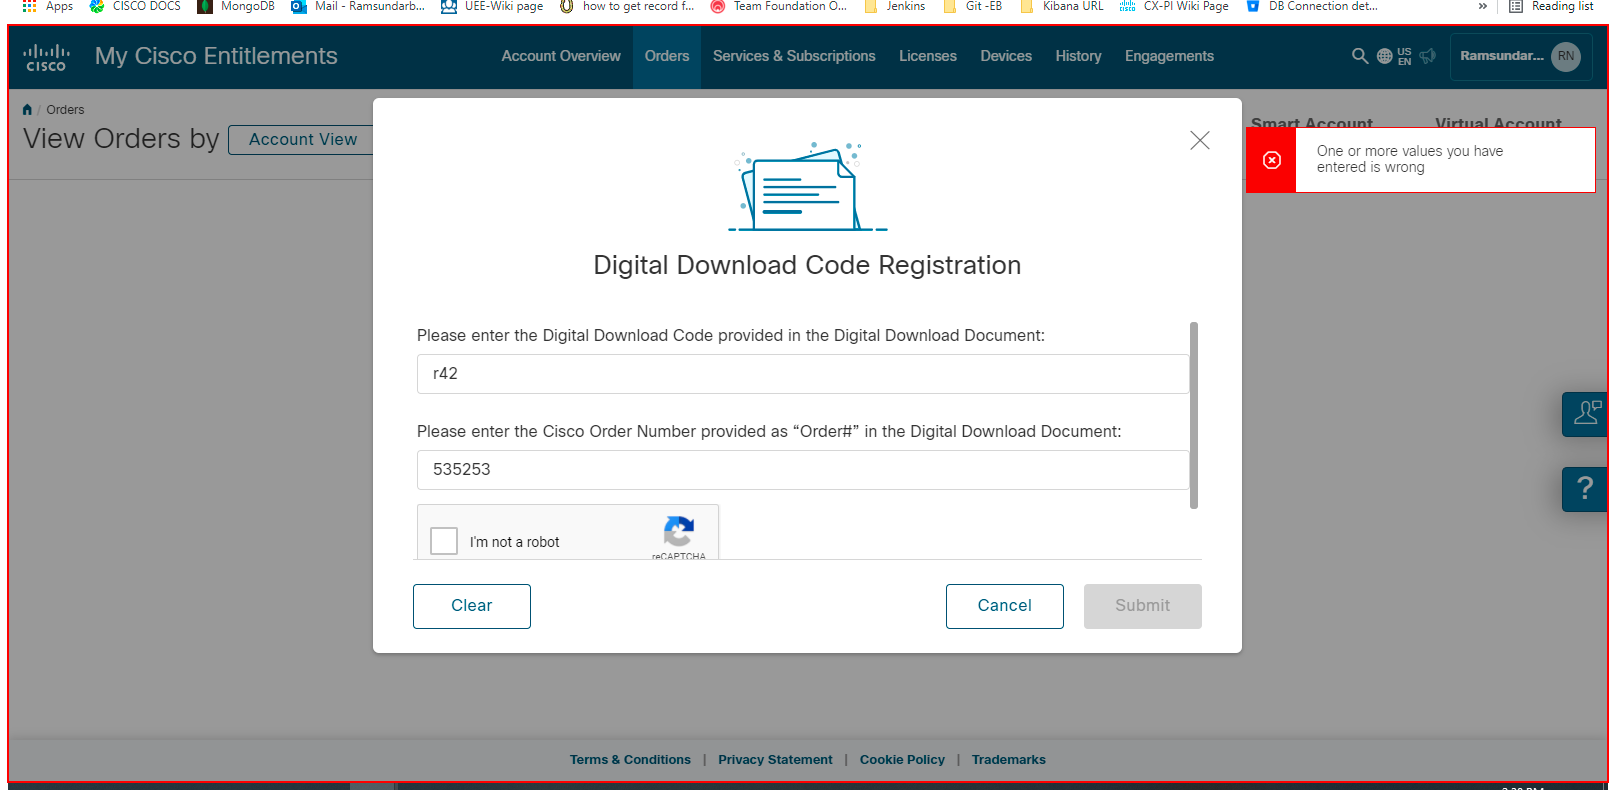 Apps CISCO DOCS MongoDB Mail - Ramsundarb... UEE-Wiki page how to get record f... Team Foundation O... Jenkins Git -EB Kibana URL CX-PI Wiki Page DB Connection det... » Reading list
CISCO My Cisco Entitlements Account Overview Orders Services & Subscriptions Licenses Devices History Engagements US EN Ramsundar... RN
/ Orders
View Orders by Account View
Smart Account Virtual Account
One or more values you have
entered is wrong
Digital Download Code Registration
Please enter the Digital Download Code provided in the Digital Download Document:
r42
Please enter the Cisco Order Number provided as “Order#” in the Digital Download Document:
535253
I'm not a robot
reCAPTCHA
Clear Cancel Submit
?
Terms & Conditions | Privacy Statement | Cookie Policy | Trademarks